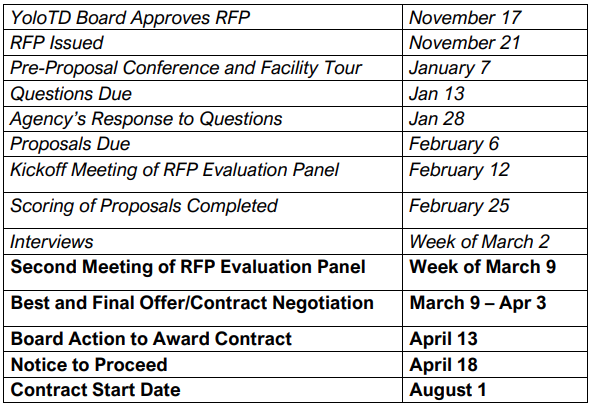 YoloTD Board Approves RFP November 17
RFP Issued November 21
Pre-Proposal Conference and Facility Tour January 7
Questions Due Jan 13
Agency's Response to Questions Jan 28
Proposals Due February 6
Kickoff Meeting of RFP Evaluation Panel February 12
Scoring of Proposals Completed February 25
Interviews Week of March 2
Second Meeting of RFP Evaluation Panel Week of March 9
Best and Final Offer/Contract Negotiation March 9 – Apr 3
Board Action to Award Contract April 13
Notice to Proceed April 18
Contract Start Date August 1